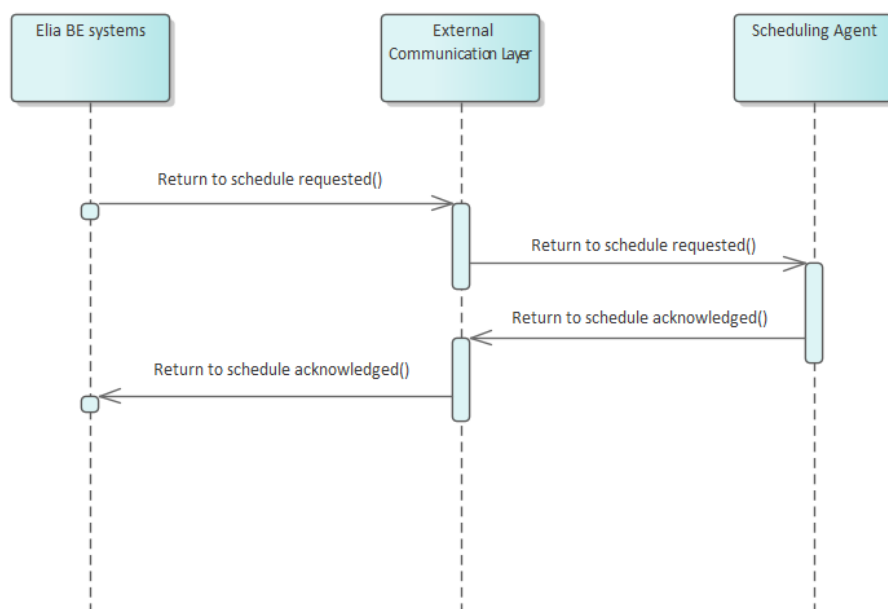 Elia BE systems
External
Communication Layer
Scheduling Agent
Return to schedule requested()
Return to schedule requested()
Return to schedule acknowledged()
Return to schedule acknowledged()